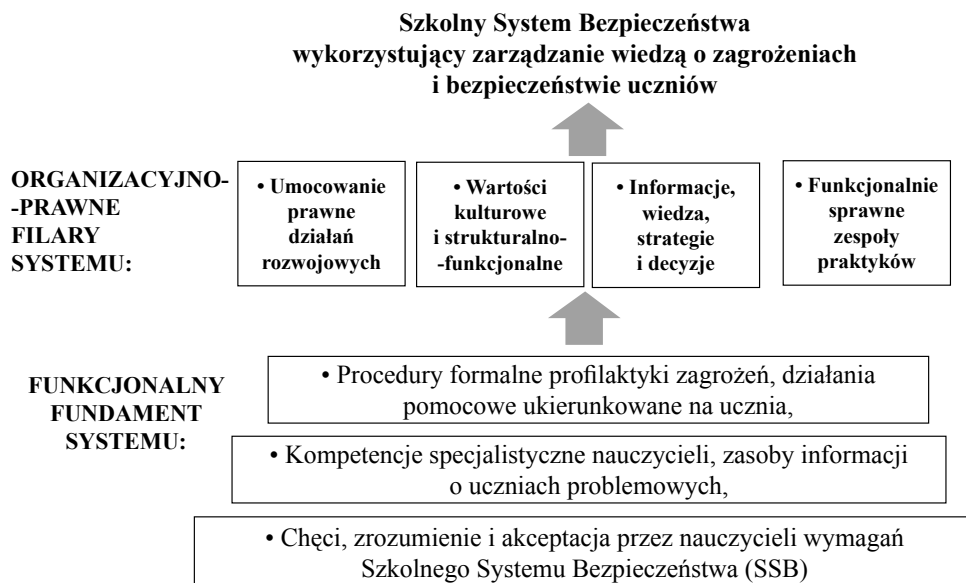 Szkolny System Bezpieczeństwa
wykorzystujący zarządzanie wiedzą o zagrożeniach
i bezpieczeństwie uczniów
ORGANIZACYJNO-
-PRAWNE
FILARY
SYSTEMU:
• Umocowanie
prawne
działań
rozwojowych
• Wartości
kulturowe
i strukturalno-
-funkcjonalne
• Informacje,
wiedza,
strategie
i decyzje
• Funkcjonalnie
sprawne
zespoły
praktyków
FUNKCJONALNY
FUNDAMENT
SYSTEMU:
• Procedury formalne profilaktyki zagrożeń, działania
pomocowe ukierunkowane na ucznia,
• Kompetencje specjalistyczne nauczycieli, zasoby informacji
o uczniach problemowych,
• Chęci, zrozumienie i akceptacja przez nauczycieli wymagań
Szkolnego Systemu Bezpieczeństwa (SSB)